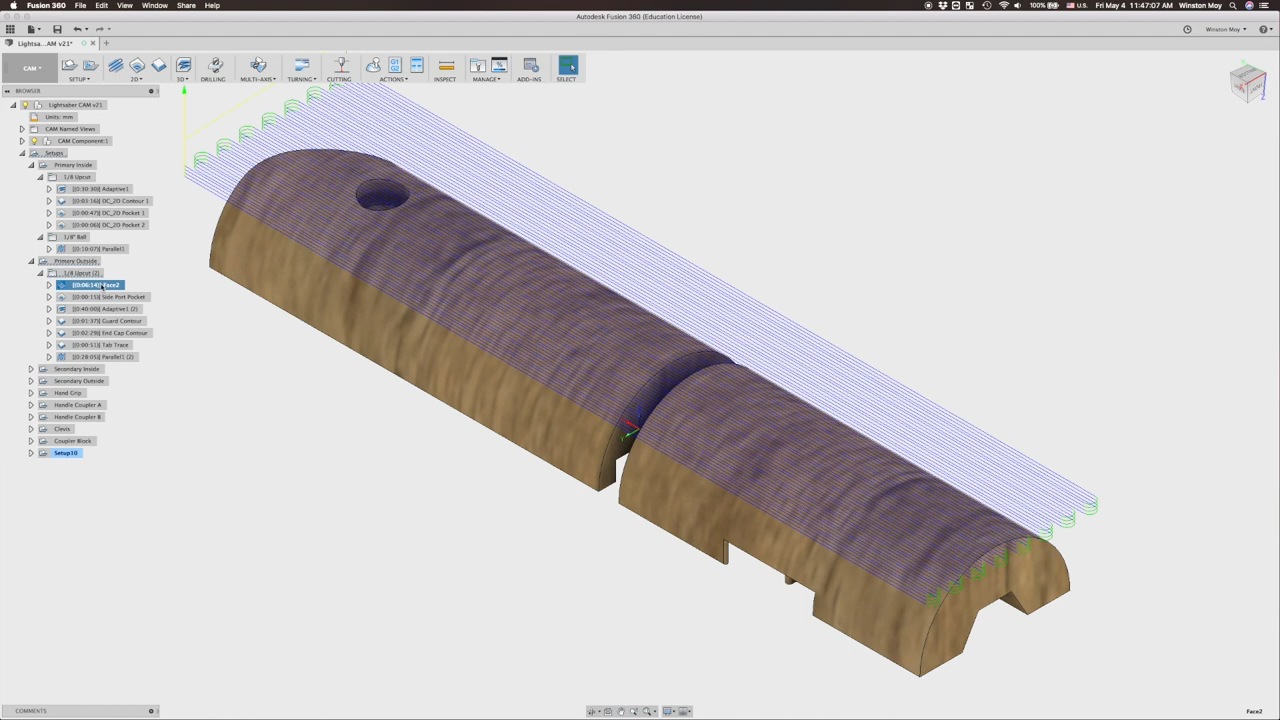 Fusion 360 File Edit View Window Share Help 100% U.S. Fri May 4 11:47:07 AM Winston Moy
Autodesk Fusion 360 (Education License)
Winston Moy
Lightsa...AM v21*
CAM
SETUP 2D 3D DRILLING MULTI-AXIS TURNING CUTTING ACTIONS INSPECT MANAGE ADD-INS SELECT
BROWSER
Lightsaber CAM v21
Units: mm
CAM Named Views
CAM Component:1
Setups
Primary Inside
1/8 Upcut
[(0:30:30)] Adaptive1
[(0:03:16)] DC_2D Contour 1
[(0:00:47)] DC_2D Pocket 1
[(0:00:06)] DC_2D Pocket 2
1/8" Ball
[(0:10:07)] Parallel1
Primary Outside
1/8 Upcut (2)
[(0:06:14)] Face2
[(0:00:15)] Side Port Pocket
[(0:40:00)] Adaptive1 (2)
[(0:01:37)] Guard Contour
[(0:02:29)] End Cap Contour
[(0:00:51)] Tab Trace
[(0:28:05)] Parallel1 (2)
Secondary Inside
Secondary Outside
Hand Grip
Handle Coupler A
Handle Coupler B
Clevis
Coupler Block
Setup10
COMMENTS
Face2